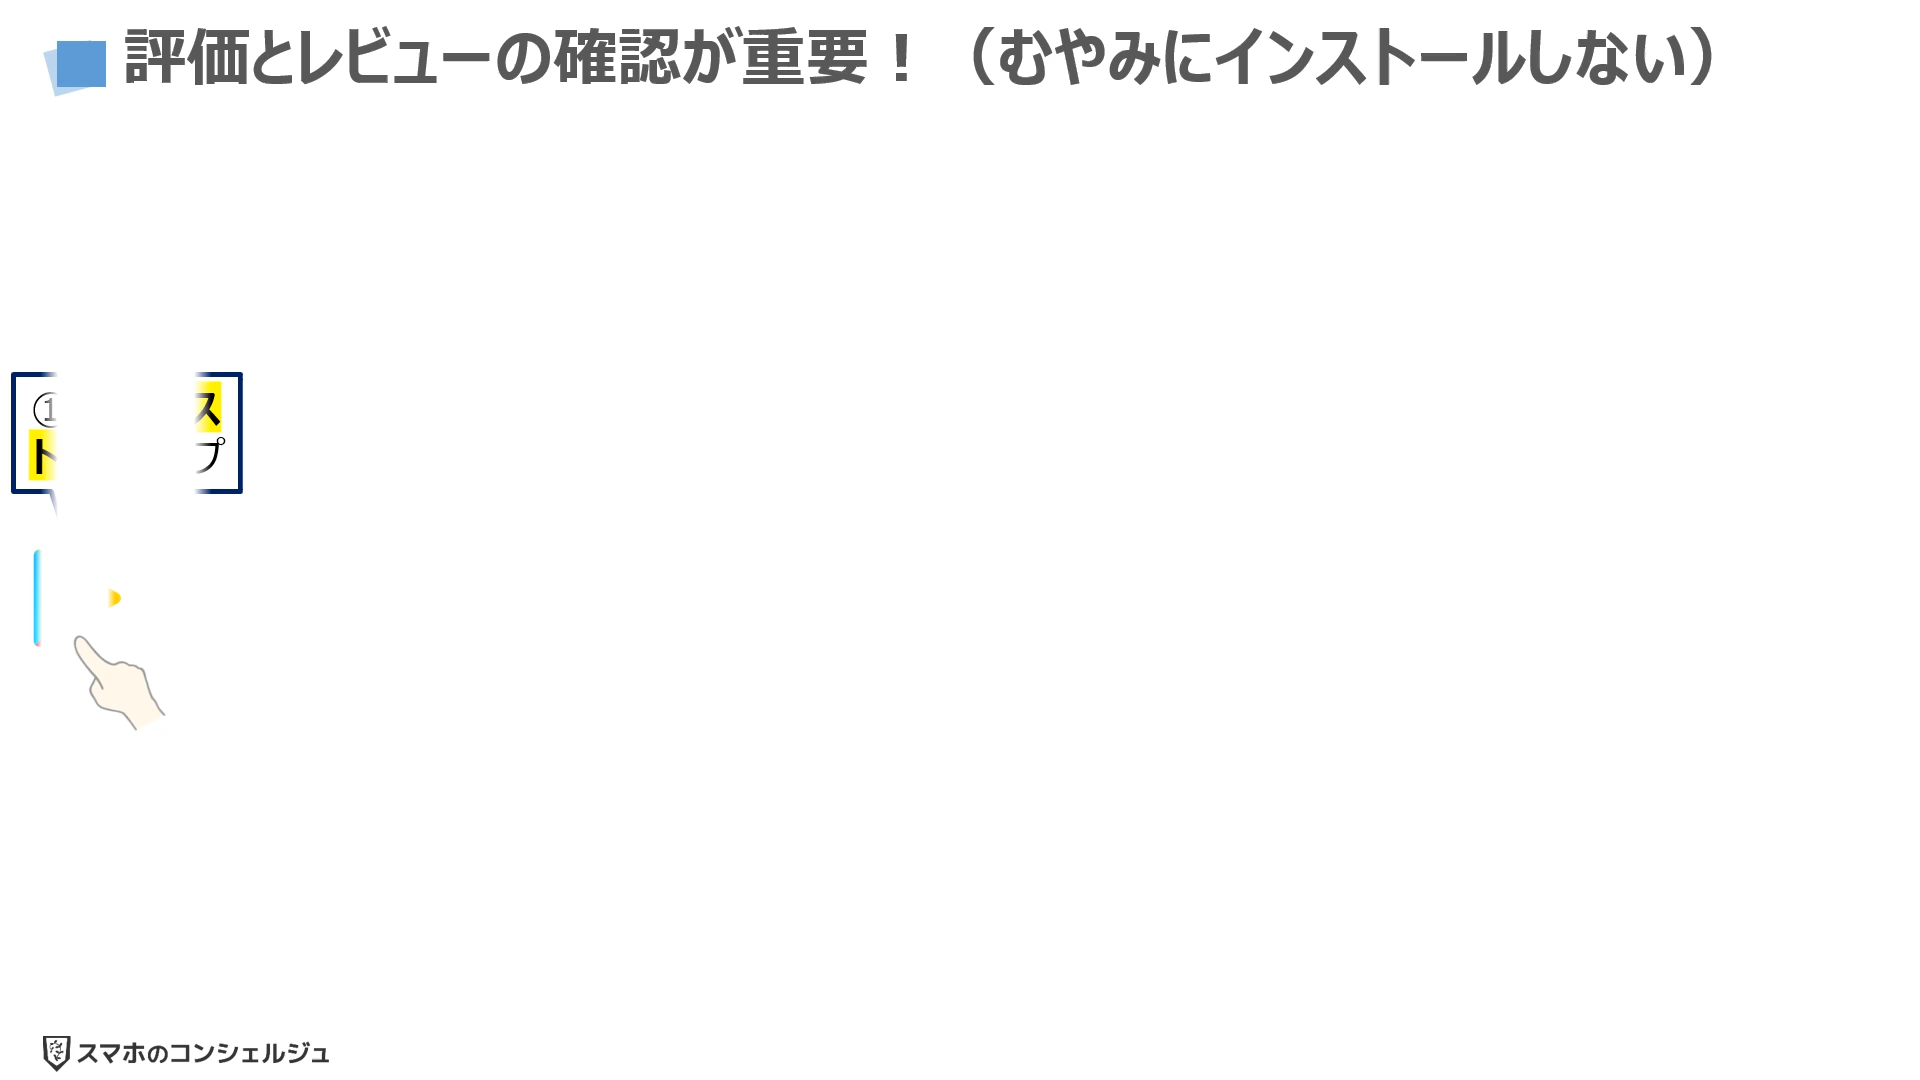 評価とレビューの確認が重要！（むやみにインストールしない）
① ス
ト プ
スマホのコンシェルジュ